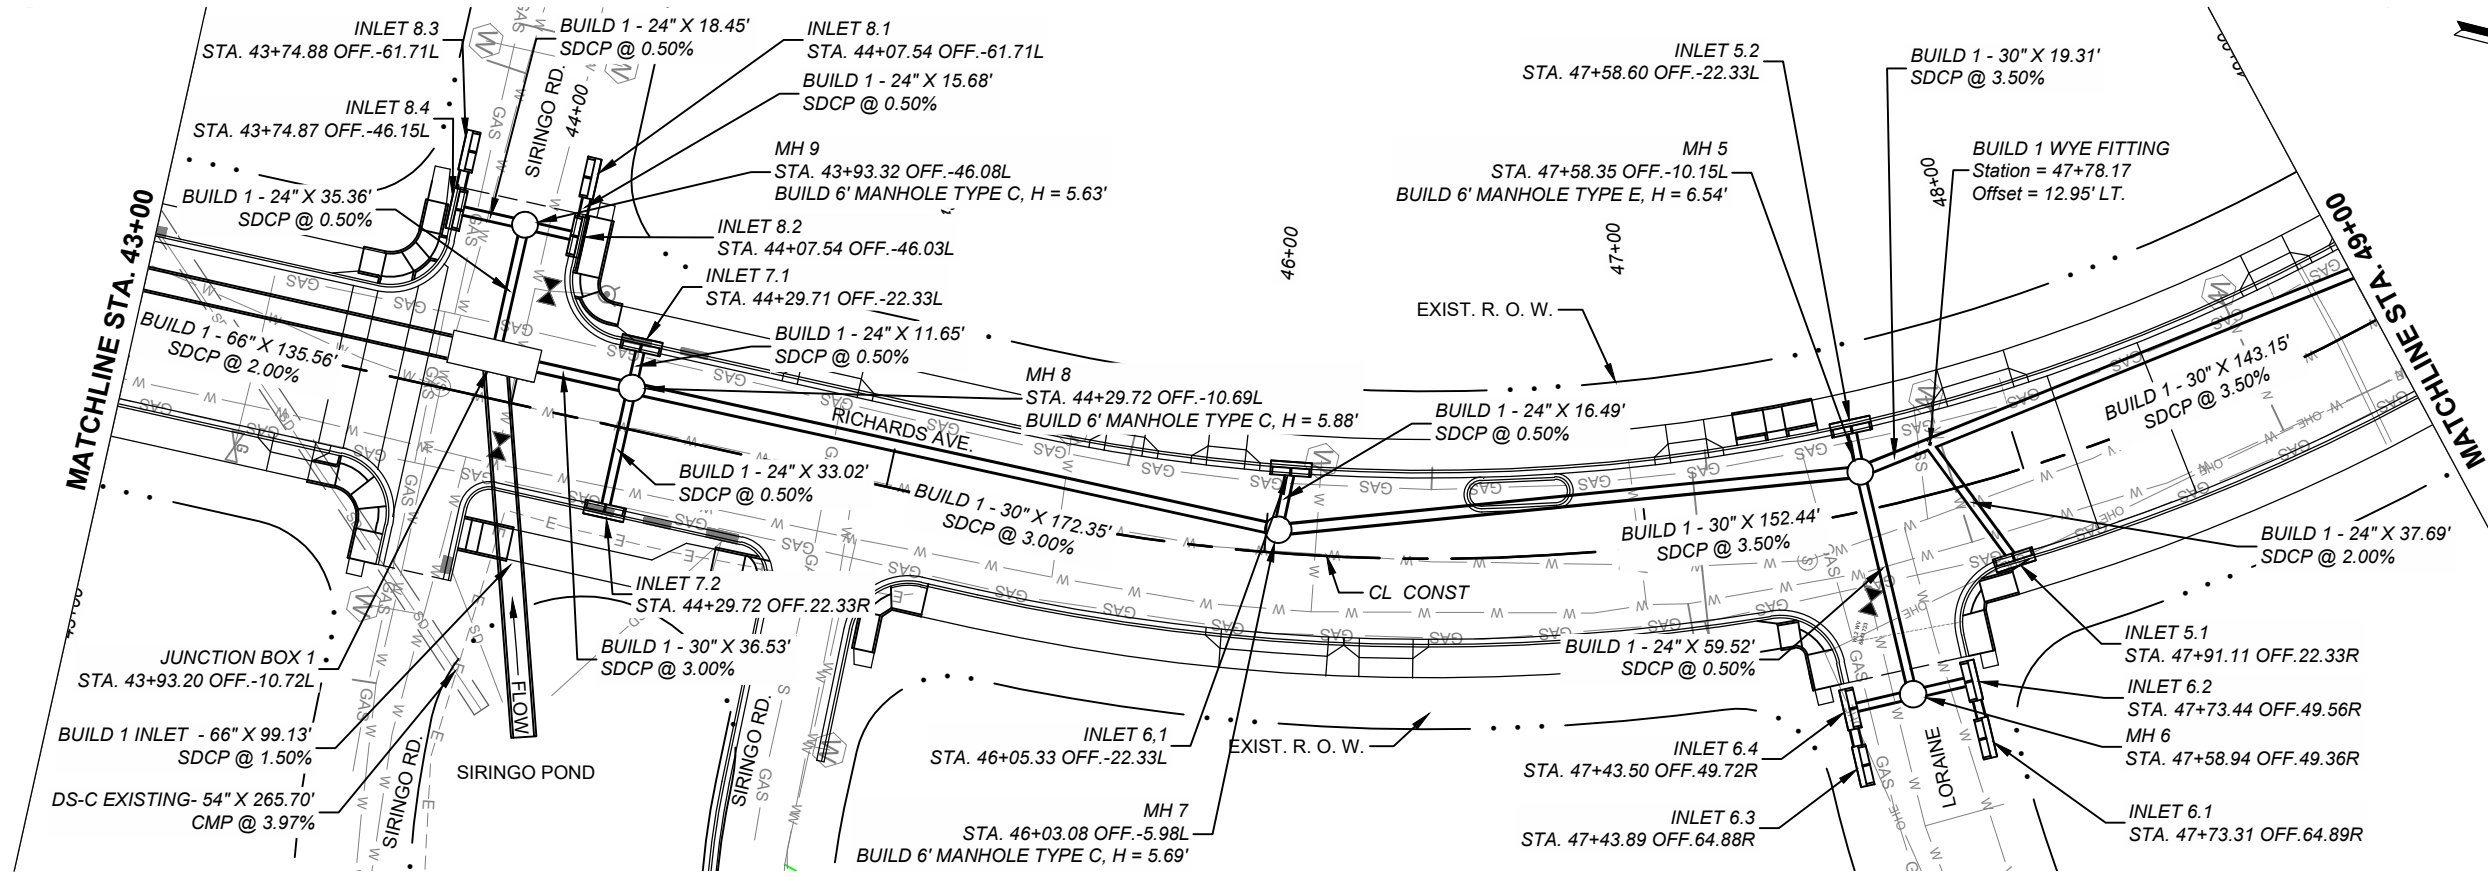 INLET 8.3
STA. 43+74.88 OFF.-61.71L
BUILD 1 - 24" X 18.45'
SDCP @ 0.50%
INLET 8.1
STA. 44+07.54 OFF.-61.71L
BUILD 1 - 24" X 15.68'
SDCP @ 0.50%
INLET 8.4
STA. 43+74.87 OFF.-46.15L
SIRINGO RD.
44+00
MH 9
STA. 43+93.32 OFF.-46.08L
BUILD 6' MANHOLE TYPE C, H = 5.63'
BUILD 1 - 24" X 35.36'
SDCP @ 0.50%
INLET 8.2
STA. 44+07.54 OFF.-46.03L
INLET 7.1
STA. 44+29.71 OFF.-22.33L
MATCHLINE STA. 43+00
BUILD 1 - 66" X 135.56'
SDCP @ 2.00%
BUILD 1 - 24" X 11.65'
SDCP @ 0.50%
MH 8
STA. 44+29.72 OFF.-10.69L
BUILD 6' MANHOLE TYPE C, H = 5.88'
RICHARDS AVE.
BUILD 1 - 24" X 33.02'
SDCP @ 0.50%
BUILD 1 - 30" X 172.35'
SDCP @ 3.00%
INLET 7.2
STA. 44+29.72 OFF.22.33R
BUILD 1 - 30" X 36.53'
SDCP @ 3.00%
JUNCTION BOX 1
STA. 43+93.20 OFF.-10.72L
BUILD 1 INLET - 66" X 99.13'
SDCP @ 1.50%
DS-C EXISTING- 54" X 265.70'
CMP @ 3.97%
SIRINGO RD.
FLOW
SIRINGO POND
SIRINGO RD.
46+00
47+00
48+00
INLET 5.2
STA. 47+58.60 OFF.-22.33L
BUILD 1 - 30" X 19.31'
SDCP @ 3.50%
MH 5
STA. 47+58.35 OFF.-10.15L
BUILD 6' MANHOLE TYPE E, H = 6.54'
BUILD 1 WYE FITTING
Station = 47+78.17
Offset = 12.95' LT.
EXIST. R. O. W.
BUILD 1 - 24" X 16.49'
SDCP @ 0.50%
MATCHLINE STA. 49+00
MATCHLINE STA. 49+00
BUILD 1 - 30" X 143.15'
SDCP @ 3.50%
BUILD 1 - 30" X 152.44'
SDCP @ 3.50%
BUILD 1 - 24" X 37.69'
SDCP @ 2.00%
CL CONST
BUILD 1 - 24" X 59.52'
SDCP @ 0.50%
INLET 5.1
STA. 47+91.11 OFF.22.33R
INLET 6.2
STA. 47+73.44 OFF.49.56R
MH 6
STA. 47+58.94 OFF.49.36R
INLET 6,1
STA. 46+05.33 OFF.-22.33L
EXIST. R. O. W.
INLET 6.4
STA. 47+43.50 OFF.49.72R
LORAINE
MH 7
STA. 46+03.08 OFF.-5.98L
BUILD 6' MANHOLE TYPE C, H = 5.69'
INLET 6.3
STA. 47+43.89 OFF.64.88R
INLET 6.1
STA. 47+73.31 OFF.64.89R